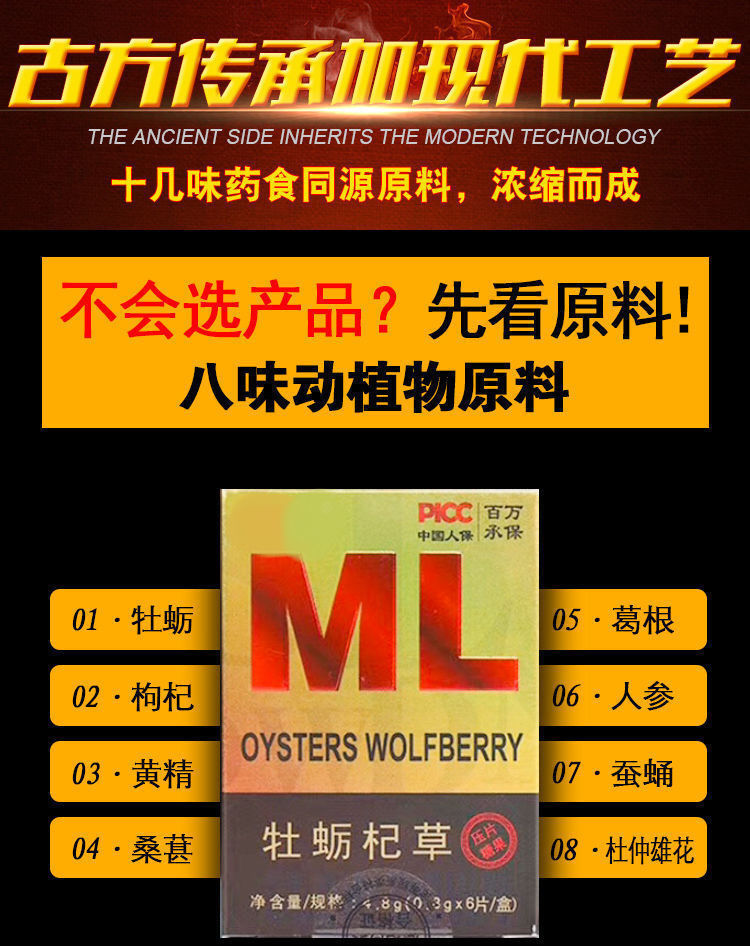 古方传承加现代工艺
THE ANCIENT SIDE INHERITS THE MODERN TECHNOLOGY
十几味药食同源原料，浓缩而成
不会选产品？先看原料！
八味动植物原料
PICC
中国人保
百万
承保
ML
OYSTERS WOLFBERRY
牡蛎杞草
压片
糖果
净含量/规格：4.8g(0.8g×6片/盒)
合格证
01·牡蛎
02·枸杞
03·黄精
04·桑葚
05·葛根
06·人参
07·蚕蛹
08·杜仲雄花